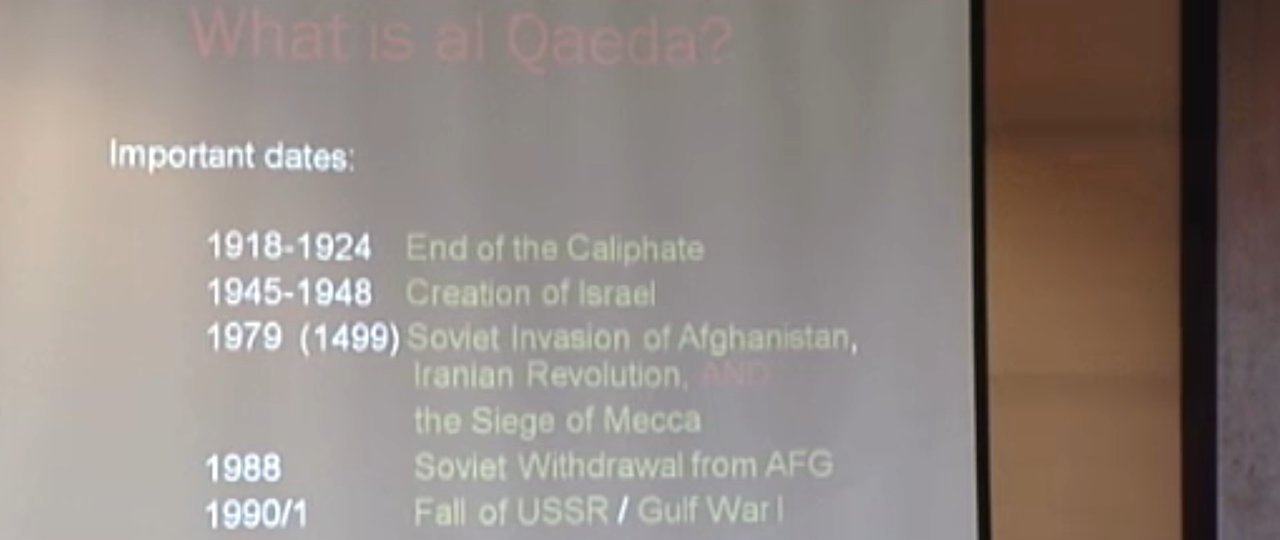 What is al Qaeda?
Important dates:
1918-1924 End of the Caliphate
1945-1948 Creation of Israel
1979 (1499) Soviet Invasion of Afghanistan,
Iranian Revolution, AND
the Siege of Mecca
1988 Soviet Withdrawal from AFG
1990/1 Fall of USSR / Gulf War I